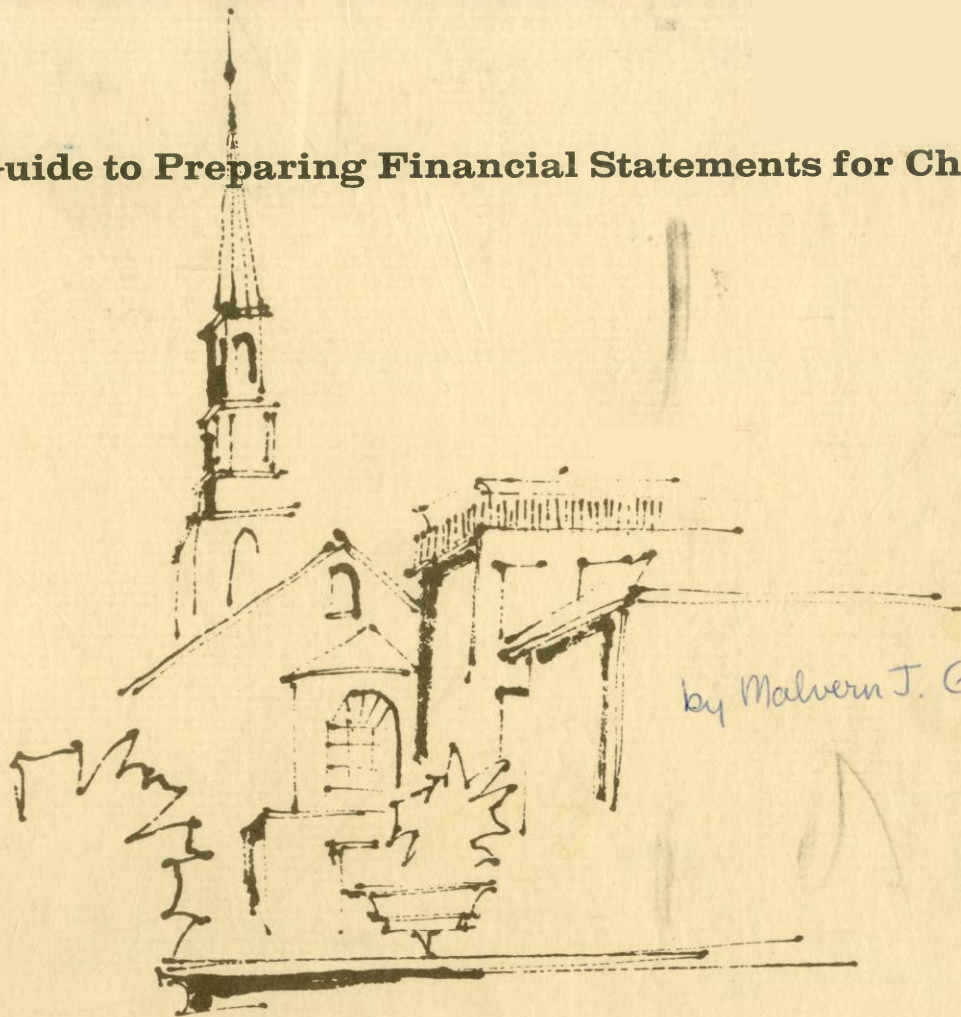 uide to Preparing Financial Statements for Ch
by Malvern J. G